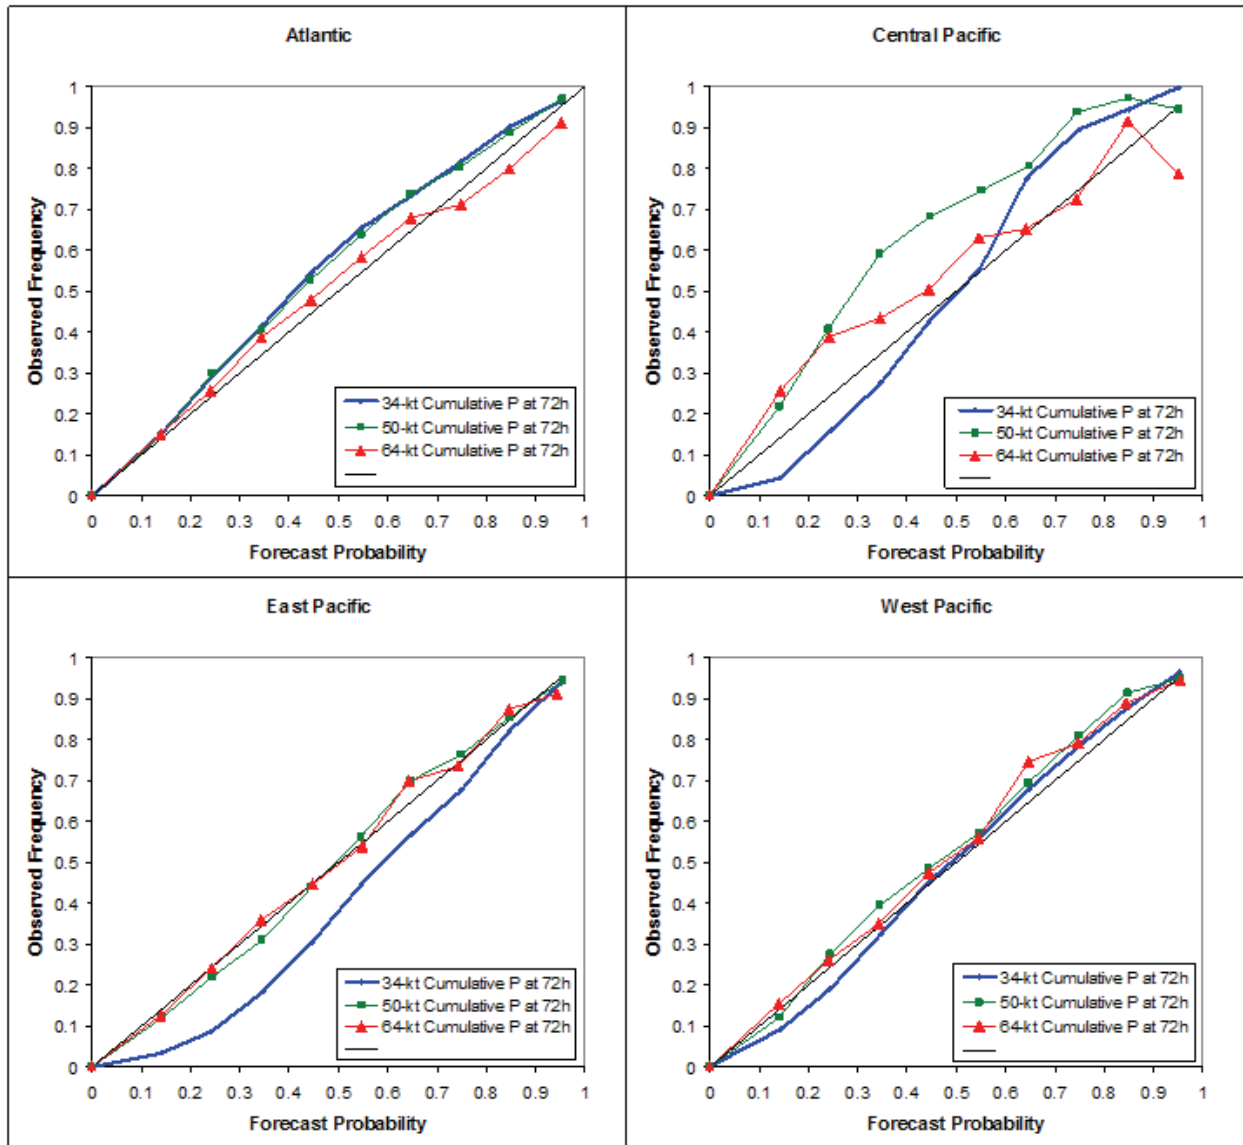 Atlantic
1
0.9
0.8
0.7
0.6
0.5
0.4
0.3
0.2
0.1
0
Observed Frequency
34-kt Cumulative P at 72h
50-kt Cumulative P at 72h
64-kt Cumulative P at 72h
0 0.1 0.2 0.3 0.4 0.5 0.6 0.7 0.8 0.9 1
Forecast Probability
Central Pacific
1
0.9
0.8
0.7
0.6
0.5
0.4
0.3
0.2
0.1
0
Observed Frequency
34-kt Cumulative P at 72h
50-kt Cumulative P at 72h
64-kt Cumulative P at 72h
0 0.1 0.2 0.3 0.4 0.5 0.6 0.7 0.8 0.9 1
Forecast Probability
East Pacific
1
0.9
0.8
0.7
0.6
0.5
0.4
0.3
0.2
0.1
0
Observed Frequency
34-kt Cumulative P at 72h
50-kt Cumulative P at 72h
64-kt Cumulative P at 72h
0 0.1 0.2 0.3 0.4 0.5 0.6 0.7 0.8 0.9 1
Forecast Probability
West Pacific
1
0.9
0.8
0.7
0.6
0.5
0.4
0.3
0.2
0.1
0
Observed Frequency
34-kt Cumulative P at 72h
50-kt Cumulative P at 72h
64-kt Cumulative P at 72h
0 0.1 0.2 0.3 0.4 0.5 0.6 0.7 0.8 0.9 1
Forecast Probability